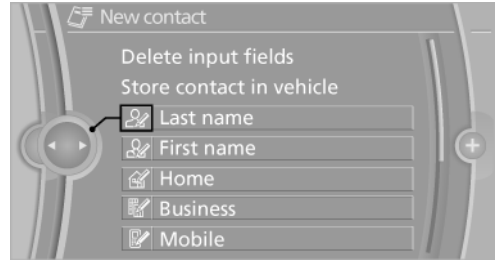 New contact
Delete input fields
Store contact in vehicle
Last name
First name
Home
Business
Mobile